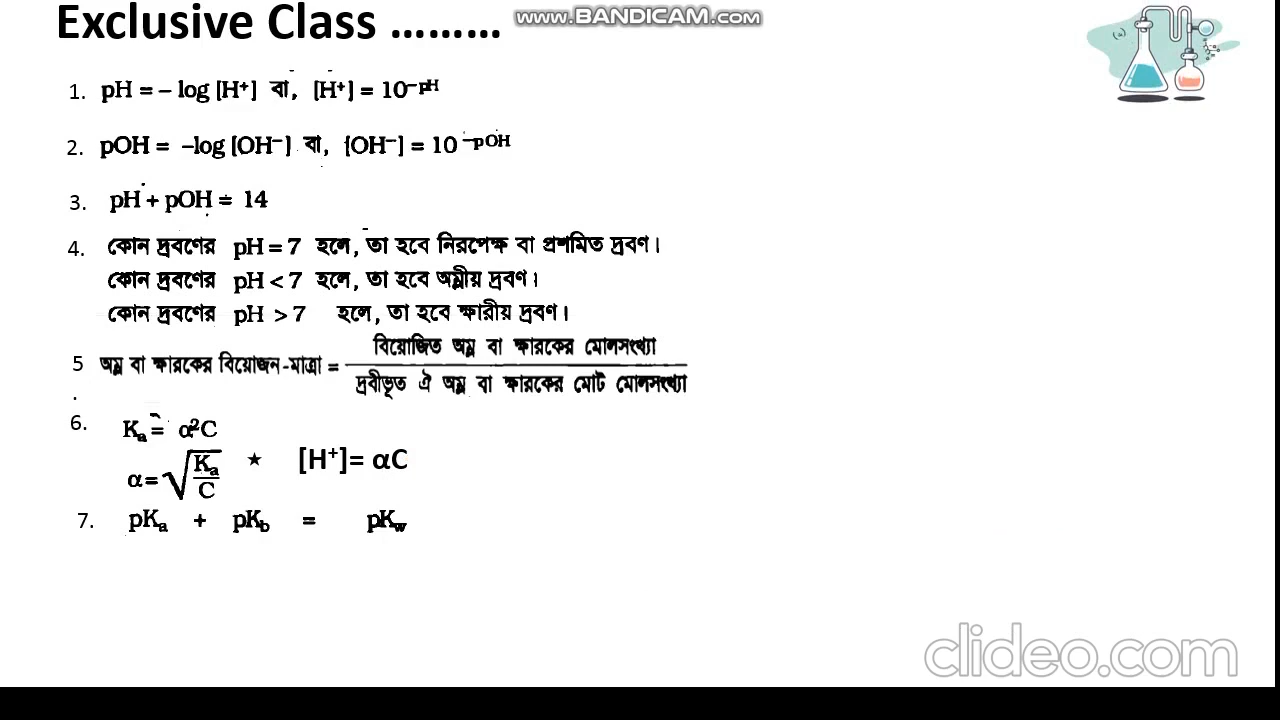 Exclusive Class .........
www.BANDICAM.com
1. pH = – log [H⁺] বা, [H⁺] = 10⁻ᵖᴴ
2. pOH = –log [OH⁻] বা, [OH⁻] = 10⁻ᵖᴼᴴ
3. pH + pOH = 14
4. কোন দ্রবণের pH = 7 হলে, তা হবে নিরপেক্ষ বা প্রশমিত দ্রবণ।
কোন দ্রবণের pH < 7 হলে, তা হবে অম্লীয় দ্রবণ।
কোন দ্রবণের pH > 7 হলে, তা হবে ক্ষারীয় দ্রবণ।
বিয়োজিত অম্ল বা ক্ষারকের মোলসংখ্যা
5. অম্ল বা ক্ষারকের বিয়োজন-মাত্রা =
দ্রবীভূত ঐ অম্ল বা ক্ষারকের মোট মোলসংখ্যা
6. Kₐ = α²C
α = √(Kₐ/C) ★ [H⁺]= αC
7. pKₐ + pK_b = pK_w
clideo.com